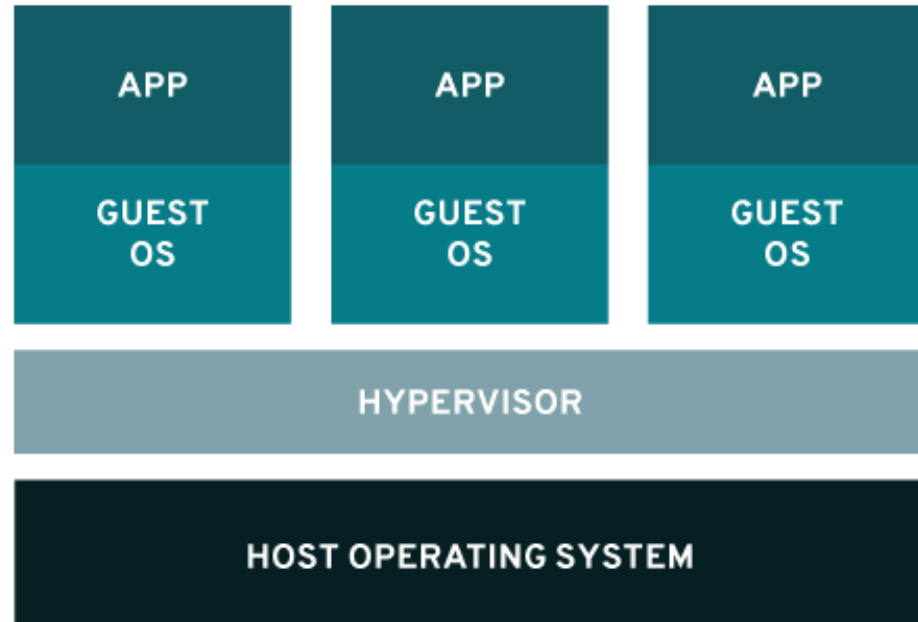 APP
APP
APP
GUEST
OS
GUEST
OS
GUEST
OS
HYPERVISOR
HOST OPERATING SYSTEM